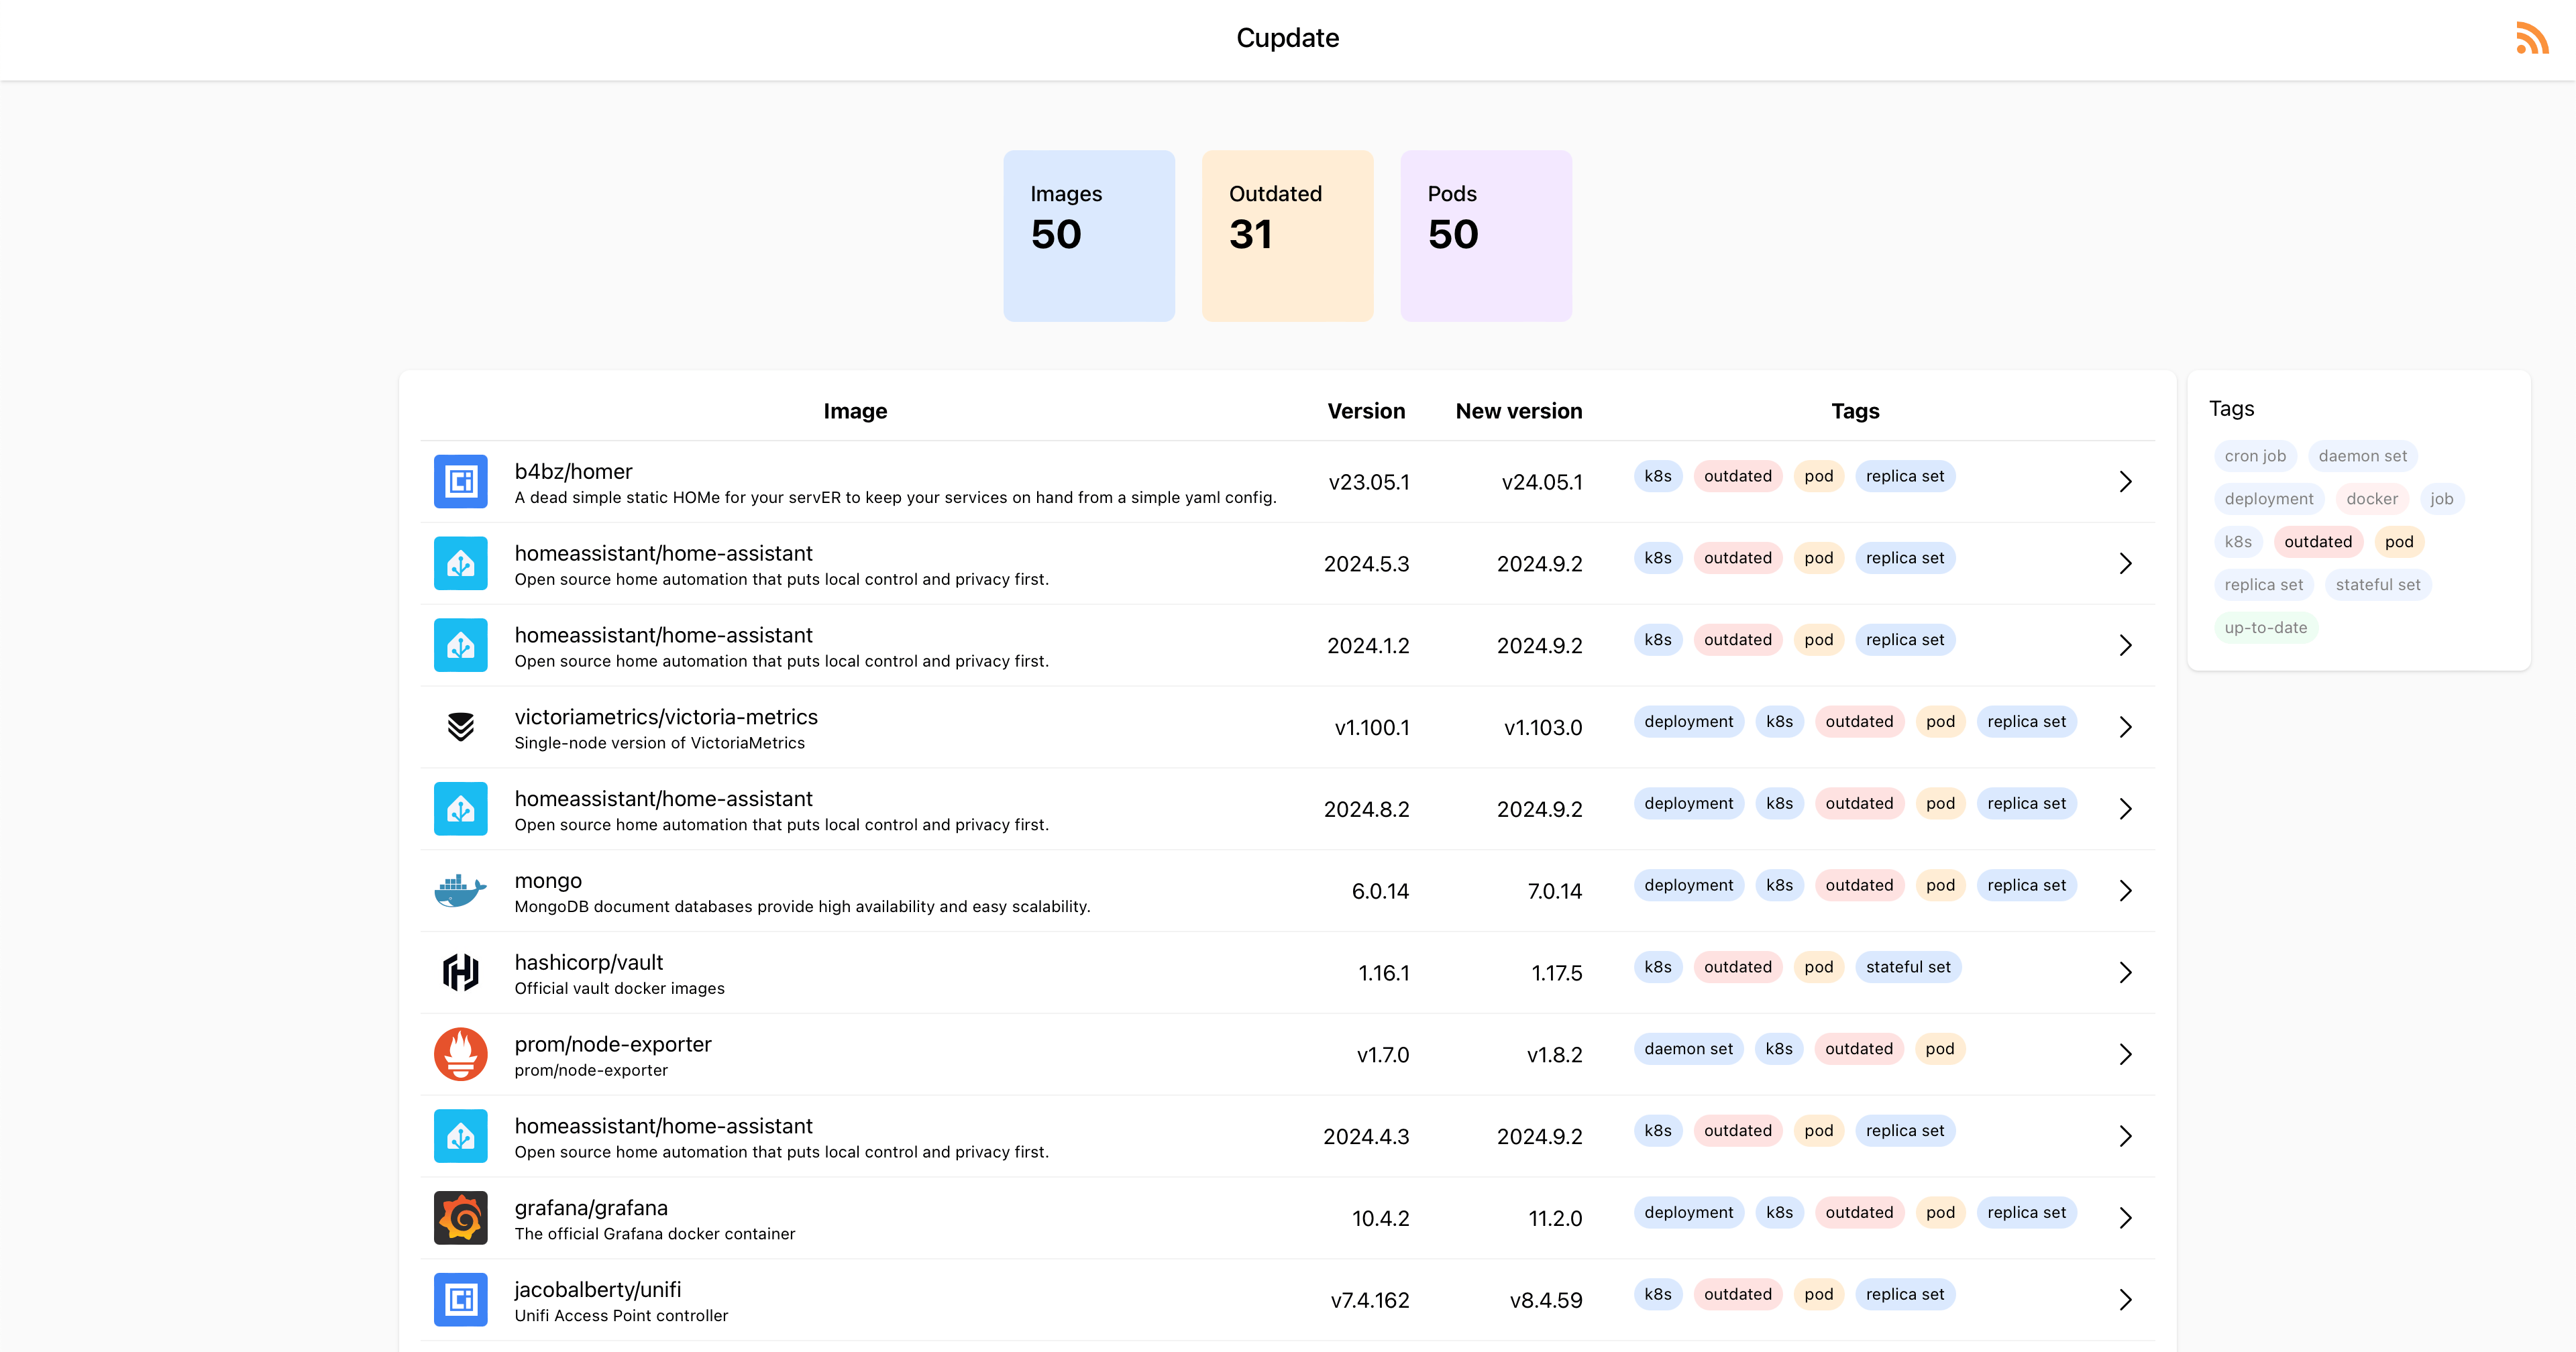 Cupdate
Images
50
Outdated
31
Pods
50
Image Version New version Tags
b4bz/homer
A dead simple static HOMe for your servER to keep your services on hand from a simple yaml config.
v23.05.1 v24.05.1 k8s outdated pod replica set
homeassistant/home-assistant
Open source home automation that puts local control and privacy first.
2024.5.3 2024.9.2 k8s outdated pod replica set
homeassistant/home-assistant
Open source home automation that puts local control and privacy first.
2024.1.2 2024.9.2 k8s outdated pod replica set
victoriametrics/victoria-metrics
Single-node version of VictoriaMetrics
v1.100.1 v1.103.0 deployment k8s outdated pod replica set
homeassistant/home-assistant
Open source home automation that puts local control and privacy first.
2024.8.2 2024.9.2 deployment k8s outdated pod replica set
mongo
MongoDB document databases provide high availability and easy scalability.
6.0.14 7.0.14 deployment k8s outdated pod replica set
hashicorp/vault
Official vault docker images
1.16.1 1.17.5 k8s outdated pod stateful set
prom/node-exporter
prom/node-exporter
v1.7.0 v1.8.2 daemon set k8s outdated pod
homeassistant/home-assistant
Open source home automation that puts local control and privacy first.
2024.4.3 2024.9.2 k8s outdated pod replica set
grafana/grafana
The official Grafana docker container
10.4.2 11.2.0 deployment k8s outdated pod replica set
jacobalberty/unifi
Unifi Access Point controller
v7.4.162 v8.4.59 k8s outdated pod replica set
Tags
cron job daemon set
deployment docker job
k8s outdated pod
replica set stateful set
up-to-date